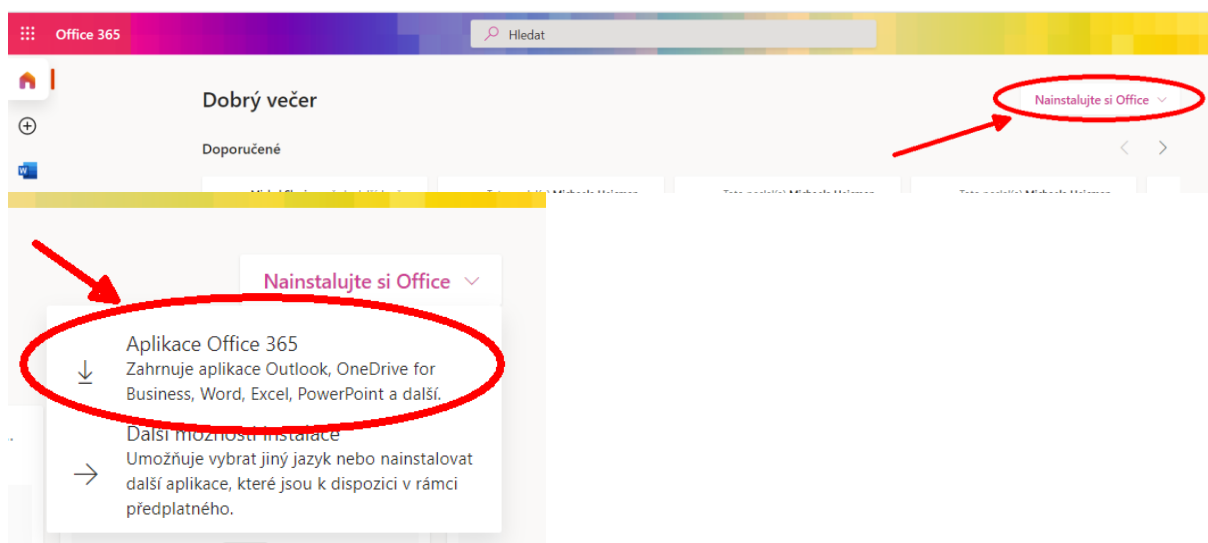 Office 365
Hledat
Dobrý večer
Nainstalujte si Office
Doporučené
Nainstalujte si Office
Aplikace Office 365
Zahrnuje aplikace Outlook, OneDrive for
Business, Word, Excel, PowerPoint a další.
Další možnosti instalace
Umožňuje vybrat jiný jazyk nebo nainstalovat
další aplikace, které jsou k dispozici v rámci
předplatného.